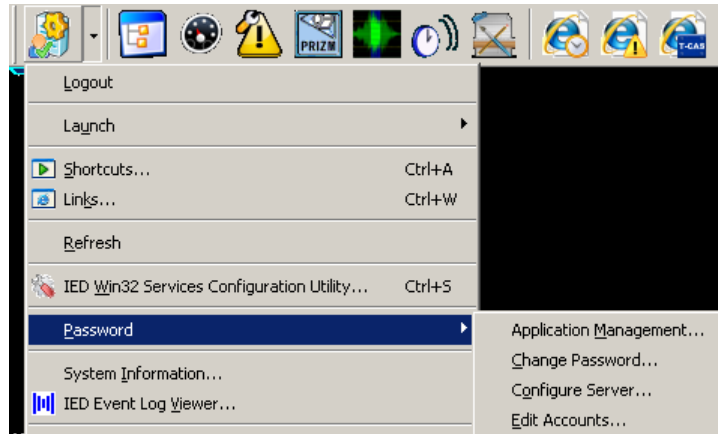 PRIZM
T-CAS
Logout
Launch
Shortcuts... Ctrl+A
Links... Ctrl+W
Refresh
IED Win32 Services Configuration Utility... Ctrl+S
Password
Application Management...
Change Password...
System Information...
Configure Server...
IED Event Log Viewer...
Edit Accounts...